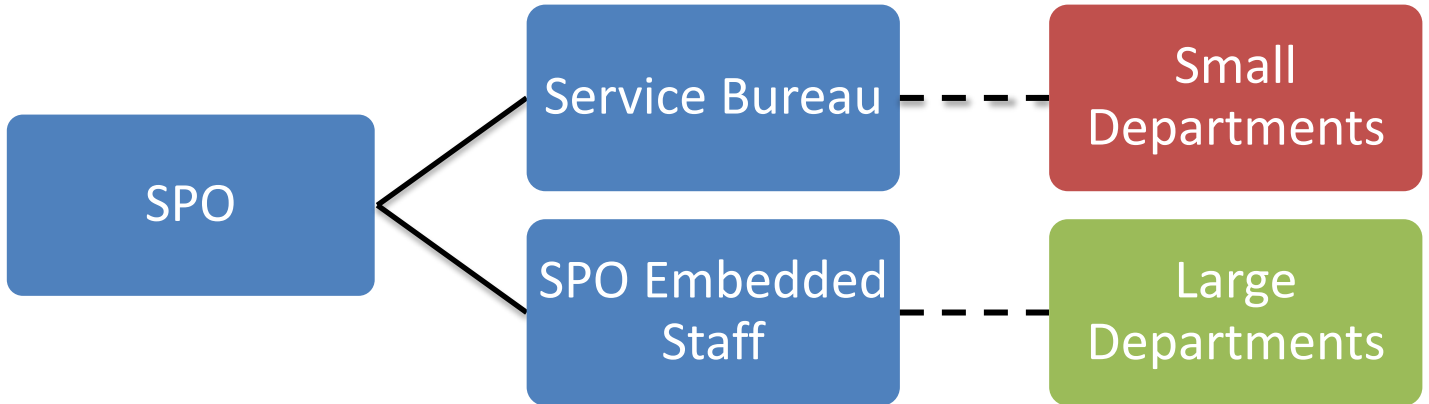 SPO
Service Bureau
Small
Departments
SPO Embedded
Staff
Large
Departments